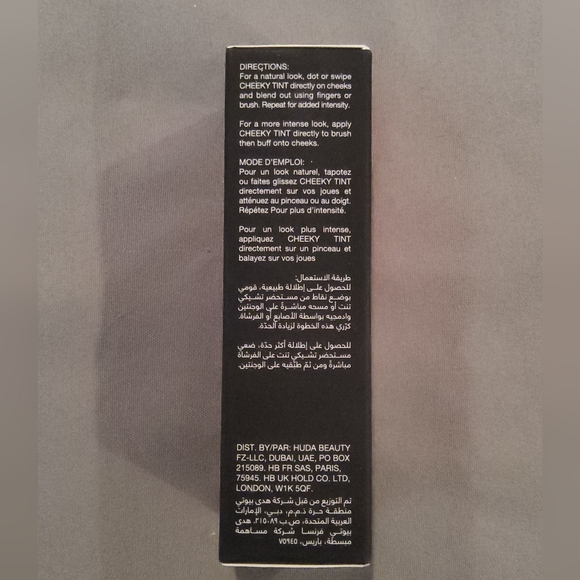 DIRECTIONS:
For a natural look, dot or swipe
CHEEKY TINT directly on cheeks
and blend out using fingers or
brush. Repeat for added intensity.
For a more intense look, apply
CHEEKY TINT directly to brush
then buff onto cheeks.
MODE D'EMPLOI:
Pour un look naturel, tapotez
ou faites glissez CHEEKY TINT
directement sur vos joues et
atténuez au pinceau ou au doigt.
Répétez Pour plus d'intensité.
Pour un look plus intense,
appliquez CHEEKY TINT
directement sur un pinceau et
balayez sur vos joues
طريقة الاستعمال:
للحصول على إطلالة طبيعية، قومي
بوضع نقاط من مستحضر تشيكي
تنت أو مسحه مباشرةً على الوجنتين
وادمجيه بواسطة الأصابع أو الفرشاة.
كرّري هذه الخطوة لزيادة الحدّة.
للحصول على إطلالة أكثر حدّة، ضعي
مستحضر تشيكي تنت على الفرشاة
مباشرةً ومن ثمّ طبّقيه على الوجنتين.
DIST. BY/PAR: HUDA BEAUTY
FZ-LLC, DUBAI, UAE, PO BOX
215089. HB FR SAS, PARIS,
75945. HB UK HOLD CO. LTD,
LONDON, W1K 5QF.
تم التوزيع من قبل شركة هدى بيوتي
منطقة حرة ذ.م.م، دبي، الإمارات
العربية المتحدة، ص.ب ٢١٥٠٨٩. هدى
بيوتي فرنسا شركة مساهمة
مبسطة، باريس، ٧٥٩٤٥